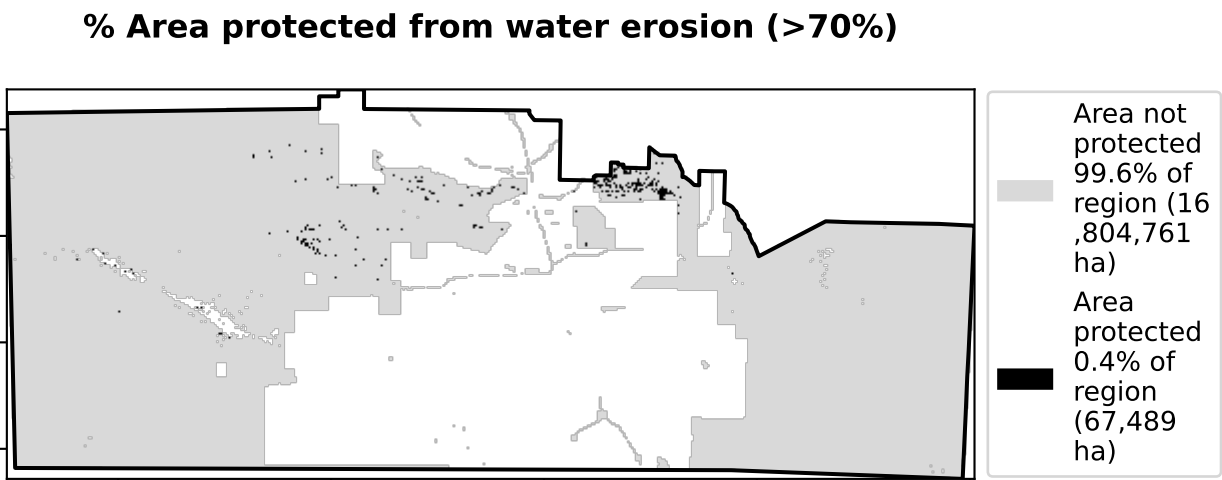 % Area protected from water erosion (>70%)
Area not
protected
99.6% of
region (16
,804,761
ha)
Area
protected
0.4% of
region
(67,489
ha)